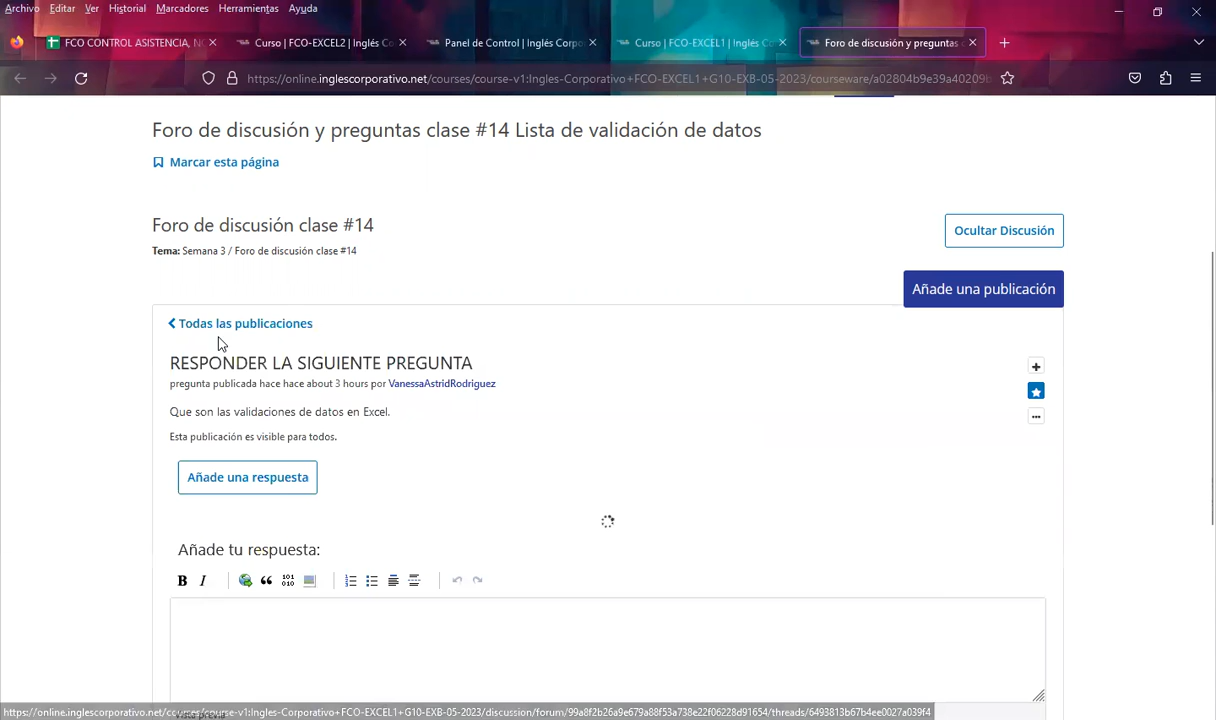 Archivo Editar Ver Historial Marcadores Herramientas Ayuda
FCO CONTROL ASISTENCIA, N
Curso | FCO-EXCEL2 | Inglés Co
Panel de Control | Inglés Corpo
Curso | FCO-EXCEL1 | Inglés Co
Foro de discusión y preguntas c
https://online.inglescorporativo.net/courses/course-v1:Ingles-Corporativo+FCO-EXCEL1+G10-EXB-05-2023/courseware/a02804b9e39a40209b
Foro de discusión y preguntas clase #14 Lista de validación de datos
Marcar esta página
Foro de discusión clase #14
Tema: Semana 3 / Foro de discusión clase #14
Ocultar Discusión
Añade una publicación
Todas las publicaciones
RESPONDER LA SIGUIENTE PREGUNTA
pregunta publicada hace hace about 3 hours por VanessaAstridRodriguez
Que son las validaciones de datos en Excel.
Esta publicación es visible para todos.
Añade una respuesta
Añade tu respuesta:
B I
https://online.inglescorporativo.net/courses/course-v1:Ingles-Corporativo+FCO-EXCEL1+G10-EXB-05-2023/discussion/forum/99a8f2b26a9e679a88f53a738e22f06228d91654/threads/6493813b67b4ee0027a039f4